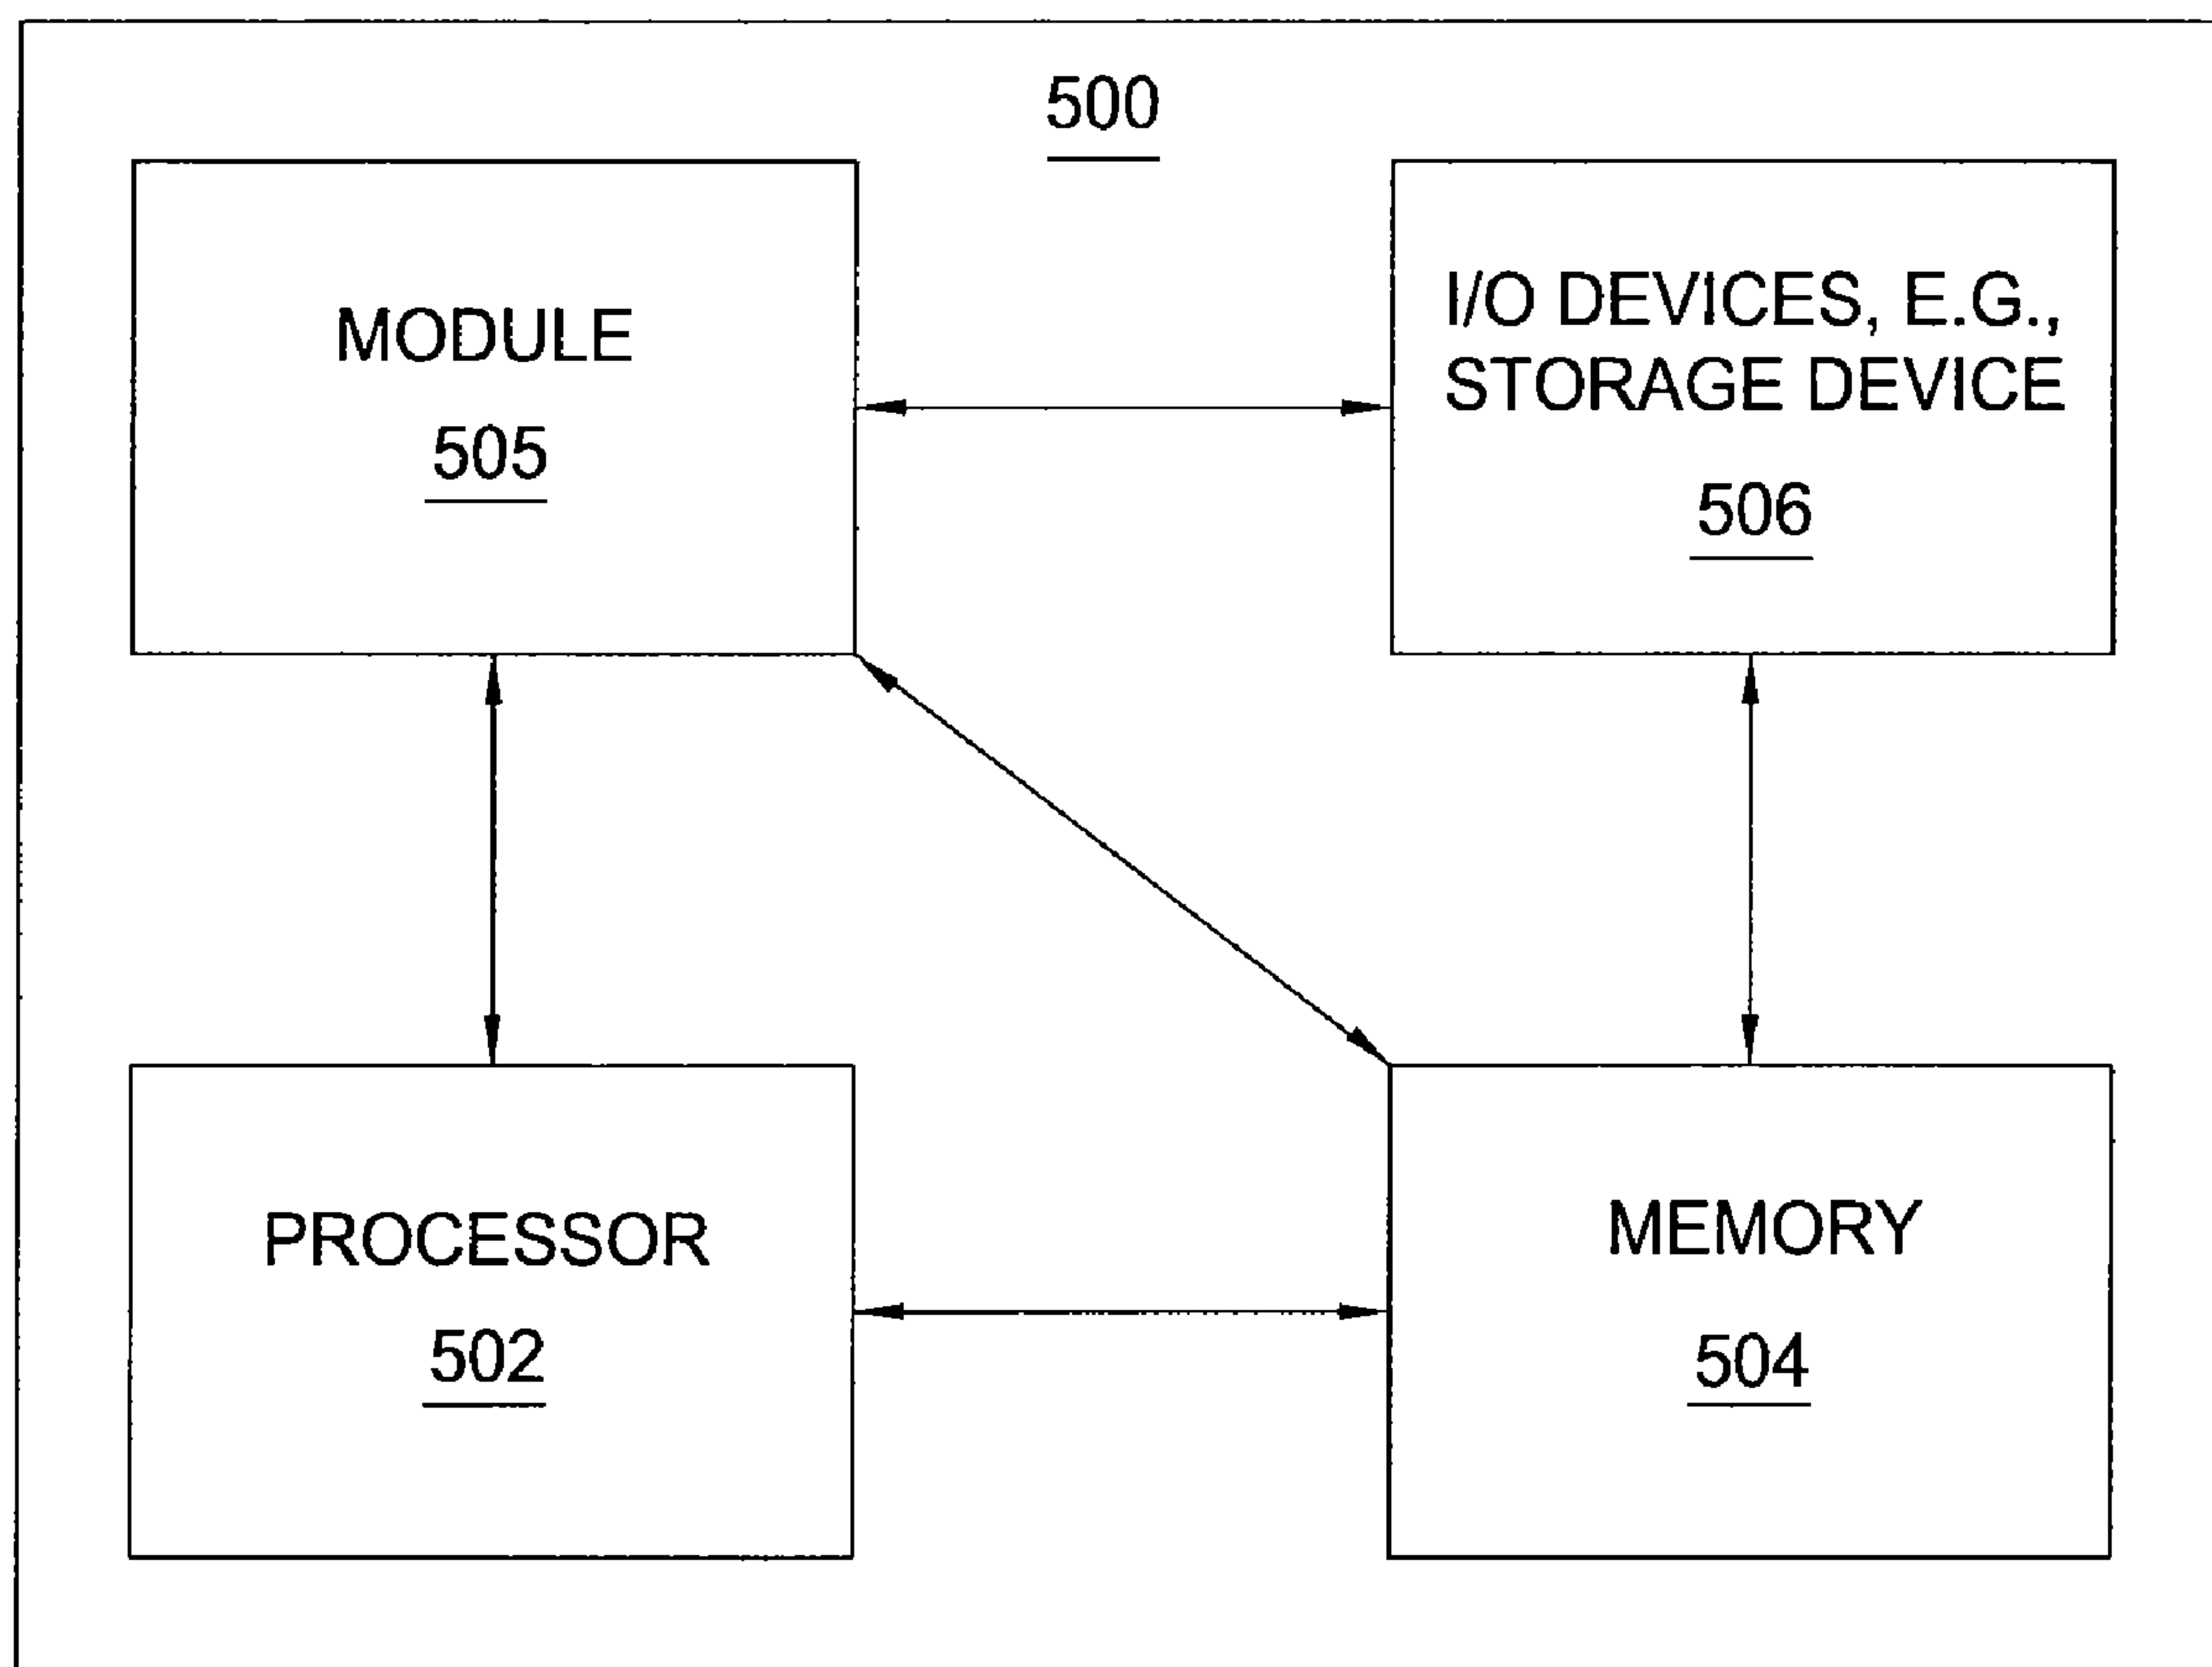 500
MODULE
505
I/O DEVICES, E.G.,
STORAGE DEVICE
506
PROCESSOR
502
MEMORY
504